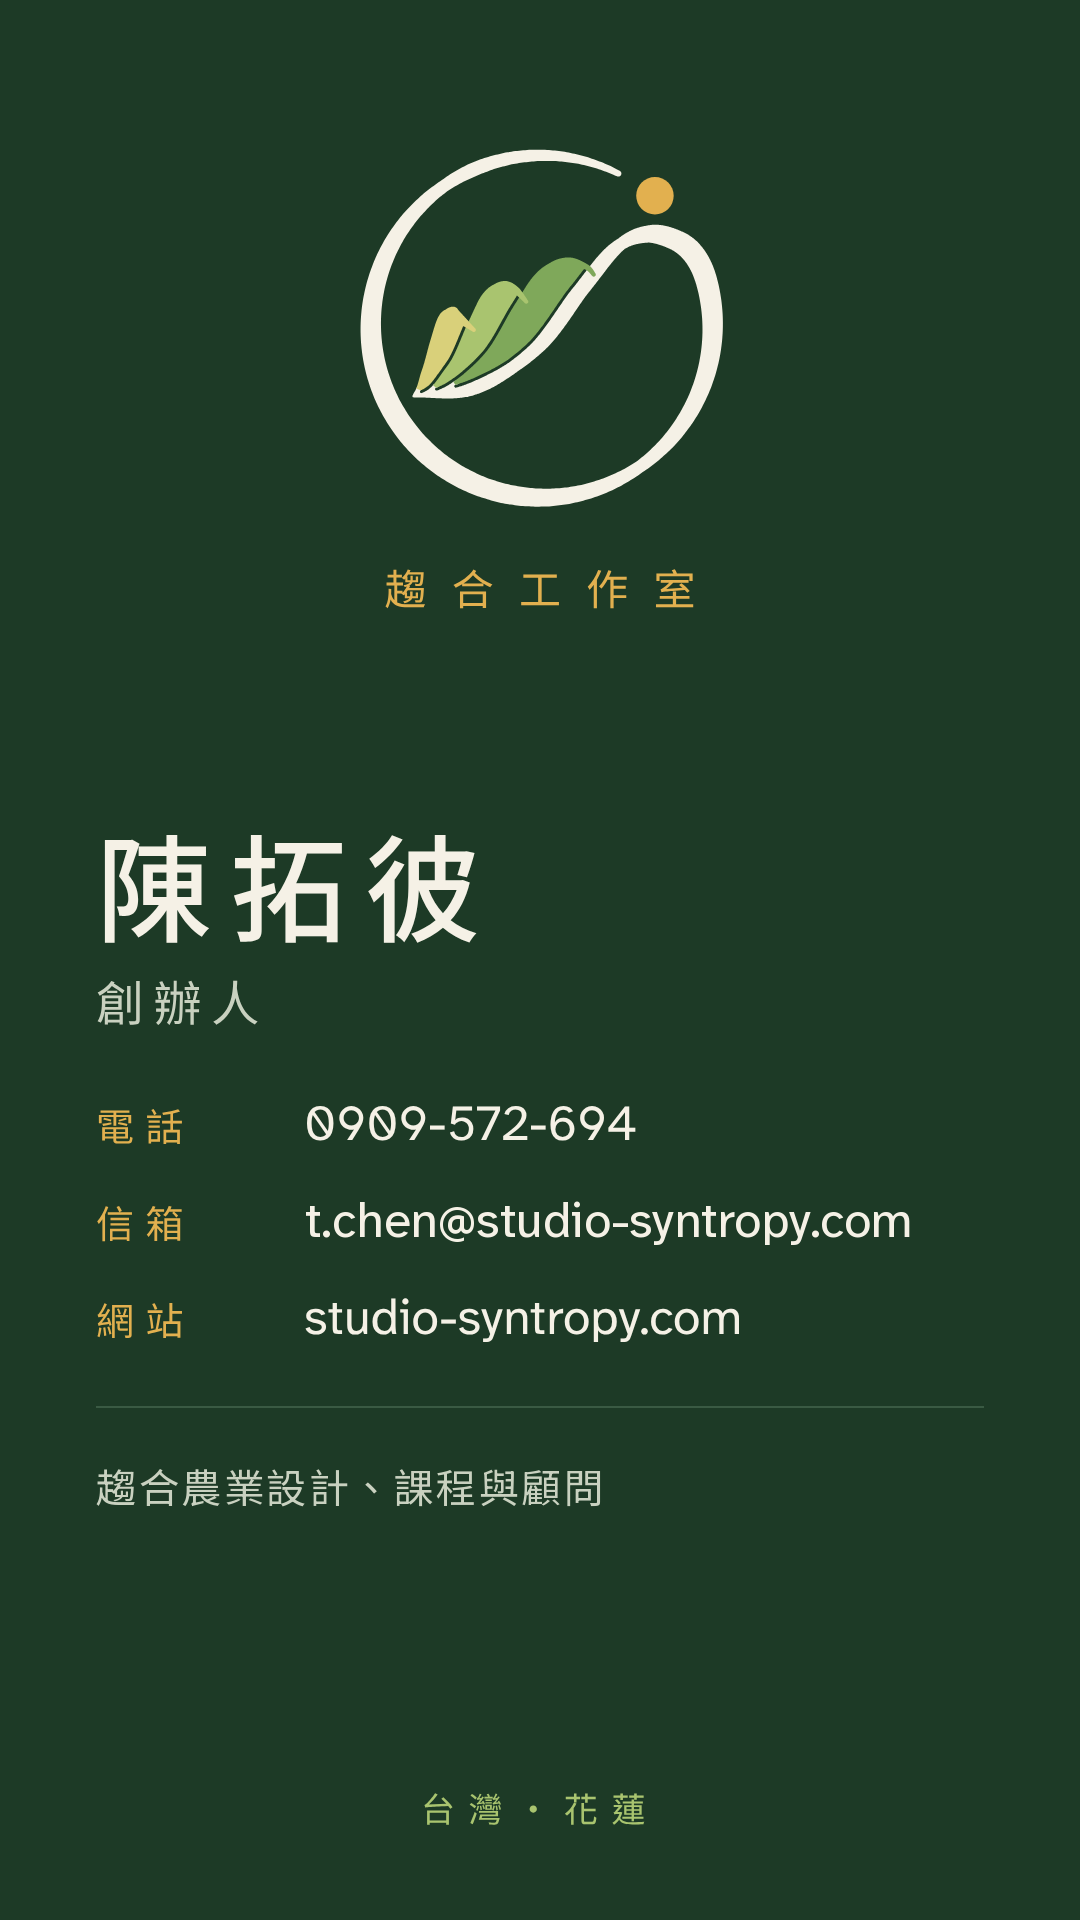 趨合工作室
陳拓彼
創辦人
電話 0909-572-694
信箱 t.chen@studio-syntropy.com
網站 studio-syntropy.com
趨合農業設計、課程與顧問
台灣・花蓮